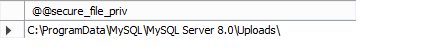 @@secure_file_priv
C:\ProgramData\MySQL\MySQL Server 8.0\Uploads\